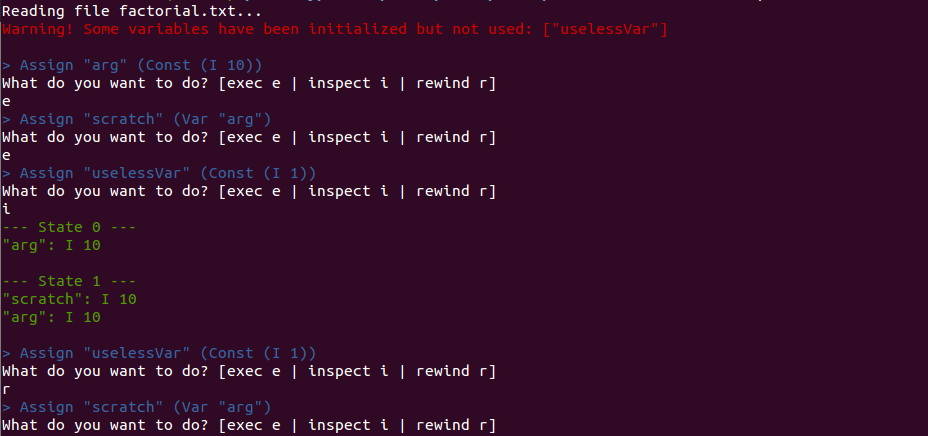 Reading file factorial.txt...
Warning! Some variables have been initialized but not used: ["uselessVar"]
> Assign "arg" (Const (I 10))
What do you want to do? [exec e | inspect i | rewind r]
e
> Assign "scratch" (Var "arg")
What do you want to do? [exec e | inspect i | rewind r]
e
> Assign "uselessVar" (Const (I 1))
What do you want to do? [exec e | inspect i | rewind r]
i
--- State 0 ---
"arg": I 10
--- State 1 ---
"scratch": I 10
"arg": I 10
> Assign "uselessVar" (Const (I 1))
What do you want to do? [exec e | inspect i | rewind r]
r
> Assign "scratch" (Var "arg")
What do you want to do? [exec e | inspect i | rewind r]